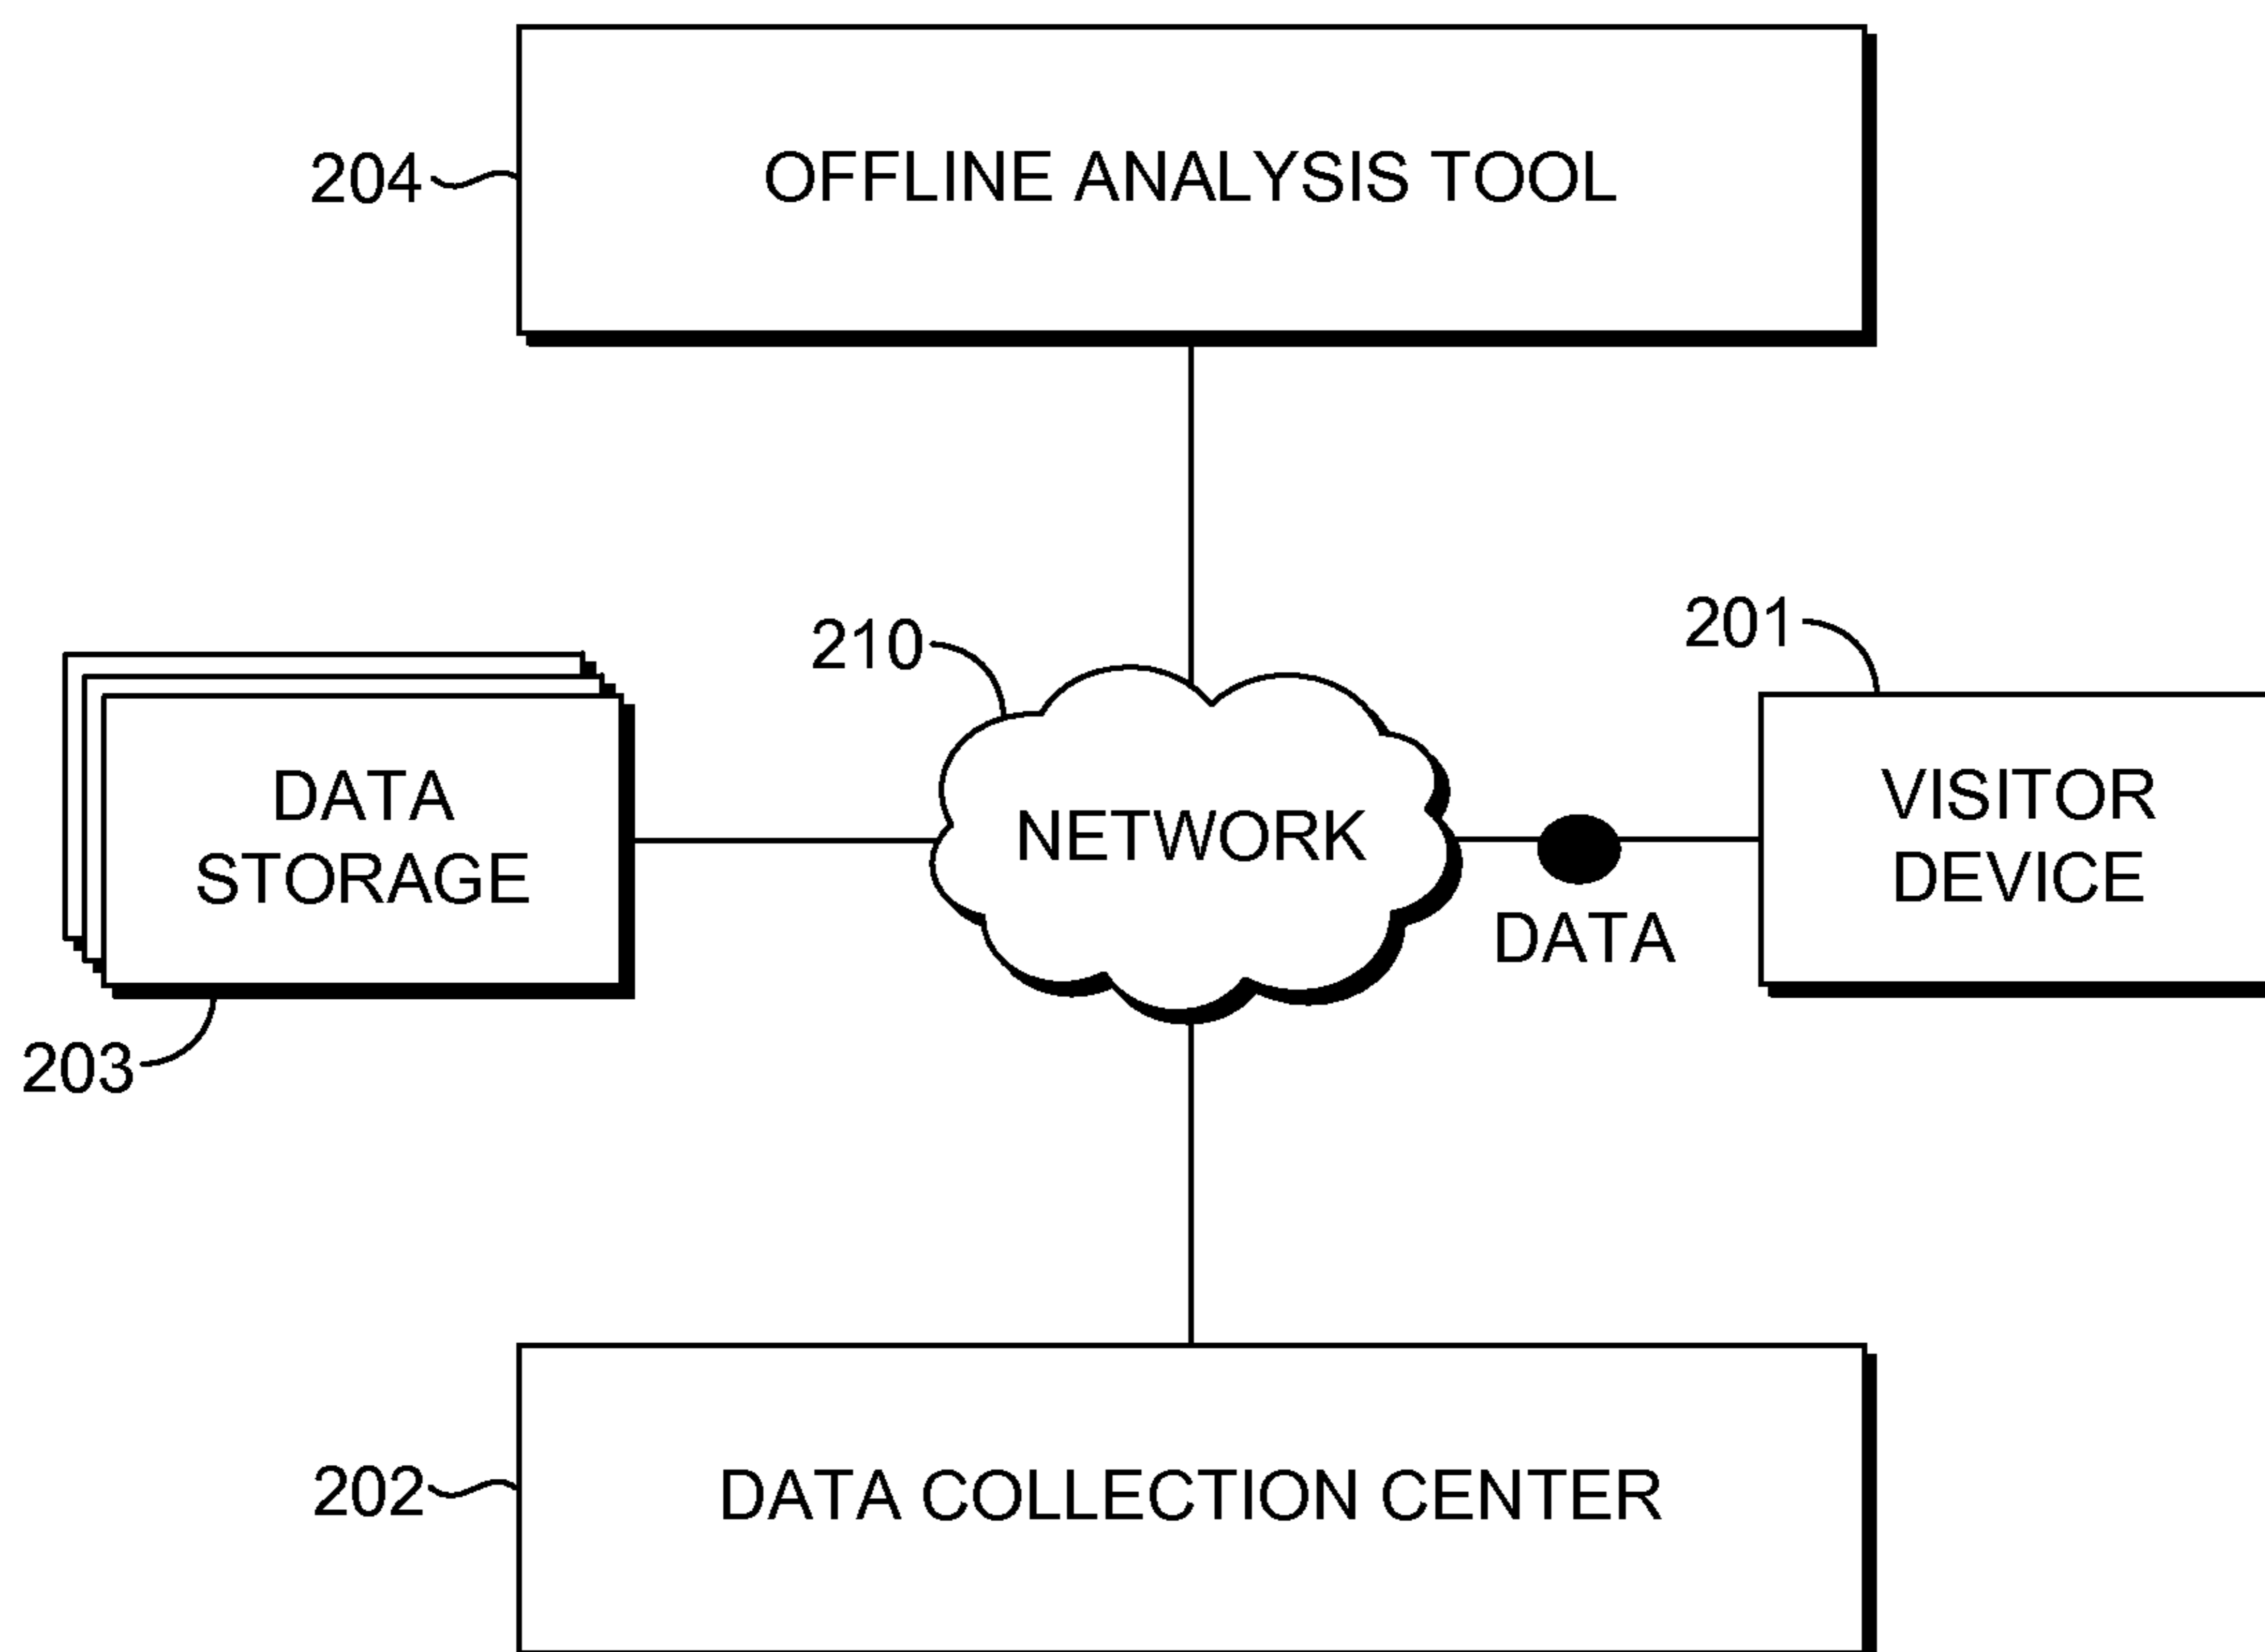 204
OFFLINE ANALYSIS TOOL
210
201
DATA
STORAGE
NETWORK
VISITOR
DEVICE
DATA
203
202
DATA COLLECTION CENTER